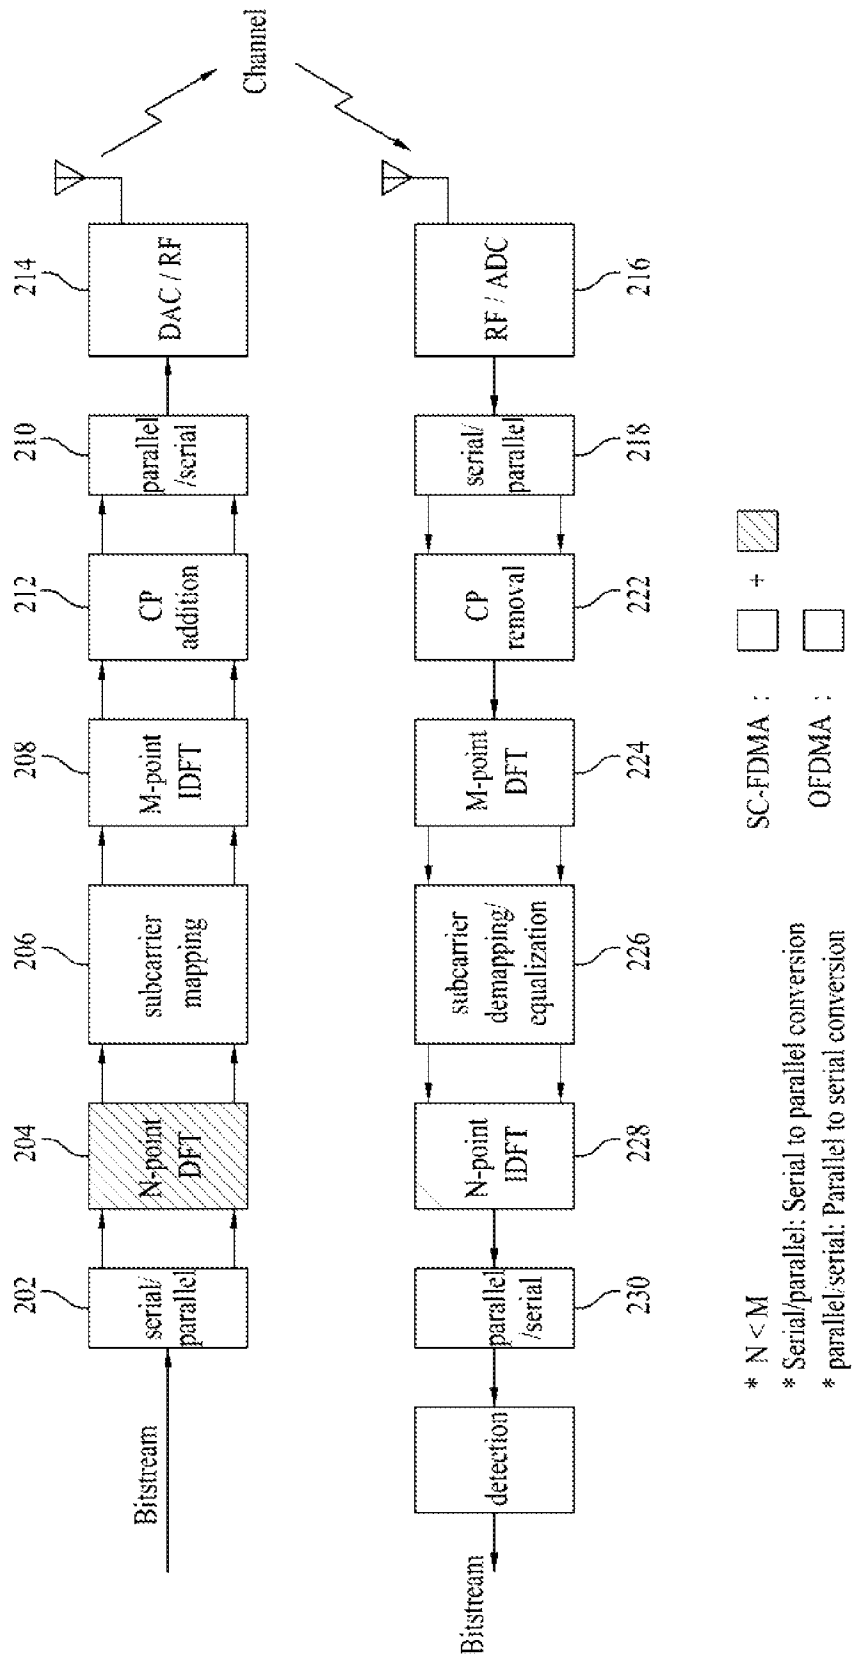 Bitstream
202
serial/
parallel
204
N-point
DFT
206
subcarrier
mapping
208
M-point
IDFT
212
CP
addition
210
parallel
/serial
214
DAC / RF
Channel
Bitstream
detection
parallel
/serial
230
N-point
IDFT
228
subcarrier
demapping/
equalization
226
M-point
DFT
224
CP
removal
222
serial/
parallel
218
RF / ADC
216
* N < M
* Serial/parallel: Serial to parallel conversion
* parallel/serial: Parallel to serial conversion
SC-FDMA : +
OFDMA :